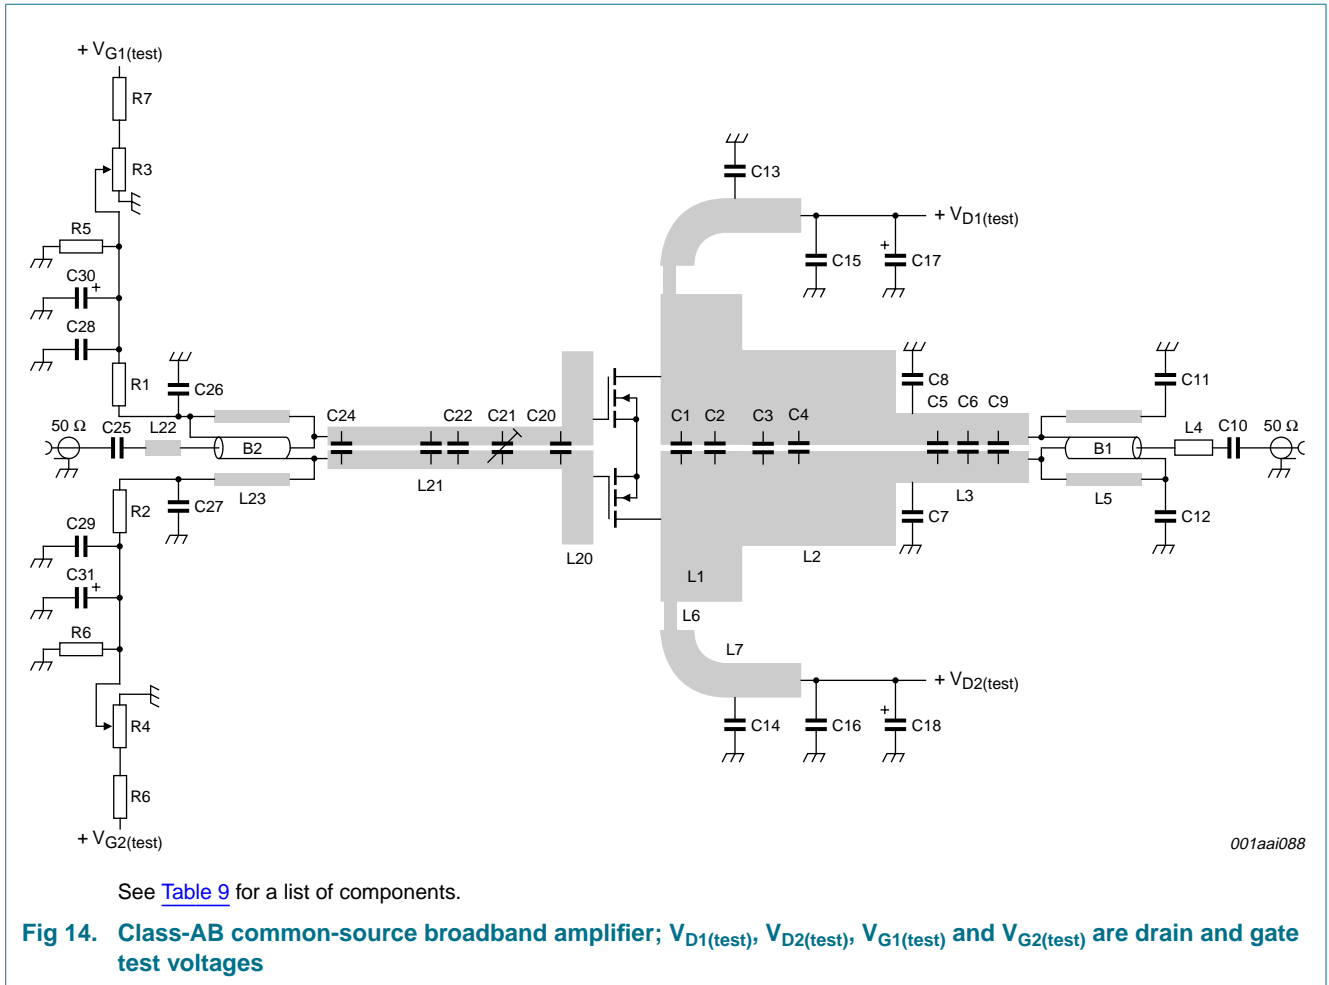 + VG1(test)
R7
R3
R5
C30
+
C28
R1
C26
50 Ω
C25
L22
B2
C24
C22
C21
C20
L21
L23
R2
C27
C29
C31
+
R6
R4
R6
+ VG2(test)
L20
C13
+ VD1(test)
C15
+
C17
C1
C2
C3
C4
C8
C5
C6
C9
C11
L4
C10
50 Ω
B1
L3
L5
C7
C12
L2
L1
L6
L7
+ VD2(test)
C14
C16
+
C18
001aai088
See Table 9 for a list of components.
Fig 14. Class-AB common-source broadband amplifier; VD1(test), VD2(test), VG1(test) and VG2(test) are drain and gate
test voltages